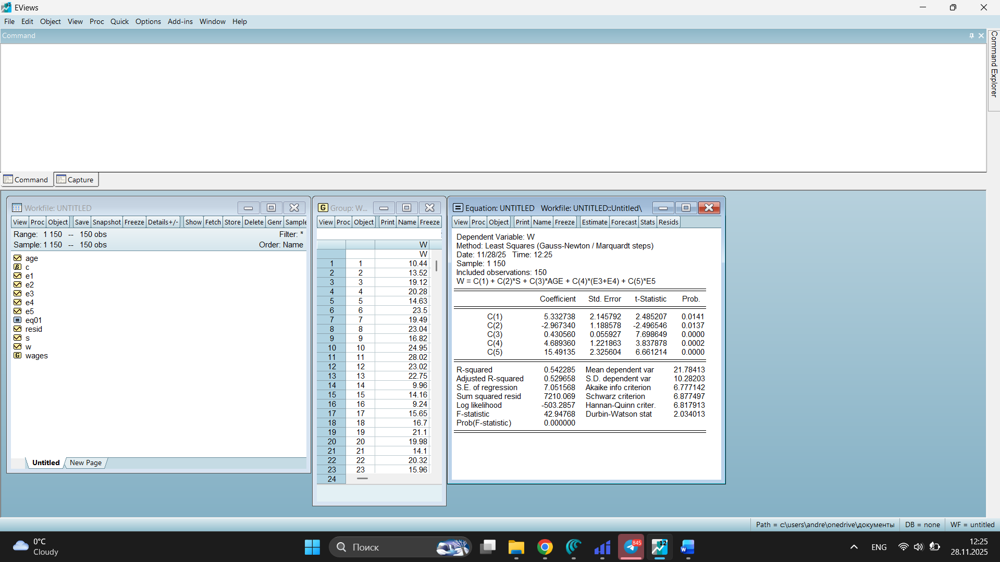 EViews
File Edit Object View Proc Quick Options Add-ins Window Help
Command
Command Explorer
Command Capture
Workfile: UNTITLED
View Proc Object Save Snapshot Freeze Details+/- Show Fetch Store Delete Genr Sample
Range: 1 150 -- 150 obs Filter: *
Sample: 1 150 -- 150 obs Order: Name
age
c
e1
e2
e3
e4
e5
eq01
resid
s
w
wages
Untitled New Page
Group: W...
View Proc Object Print Name Freeze
W
W
1 1 10.44
2 2 13.52
3 3 19.12
4 4 20.28
5 5 14.63
6 6 23.5
7 7 19.49
8 8 23.04
9 9 16.82
10 10 24.95
11 11 28.02
12 12 23.02
13 13 22.75
14 14 9.96
15 15 14.16
16 16 9.24
17 17 15.65
18 18 16.7
19 19 21.1
20 20 19.98
21 21 14.1
22 22 20.32
23 23 15.96
24
Equation: UNTITLED Workfile: UNTITLED::Untitled\
View Proc Object Print Name Freeze Estimate Forecast Stats Resids
Dependent Variable: W
Method: Least Squares (Gauss-Newton / Marquardt steps)
Date: 11/28/25 Time: 12:25
Sample: 1 150
Included observations: 150
W = C(1) + C(2)*S + C(3)*AGE + C(4)*(E3+E4) + C(5)*E5
Coefficient Std. Error t-Statistic Prob.
C(1) 5.332738 2.145792 2.485207 0.0141
C(2) -2.967340 1.188578 -2.496546 0.0137
C(3) 0.430560 0.055927 7.698649 0.0000
C(4) 4.689360 1.221863 3.837878 0.0002
C(5) 15.49135 2.325604 6.661214 0.0000
R-squared 0.542285 Mean dependent var 21.78413
Adjusted R-squared 0.529658 S.D. dependent var 10.28203
S.E. of regression 7.051568 Akaike info criterion 6.777142
Sum squared resid 7210.069 Schwarz criterion 6.877497
Log likelihood -503.2857 Hannan-Quinn criter. 6.817913
F-statistic 42.94768 Durbin-Watson stat 2.034013
Prob(F-statistic) 0.000000
Path = c:\users\andre\onedrive\документы DB = none WF = untitled
0°C
Cloudy
Поиск
845
12
W
ENG
12:25
28.11.2025